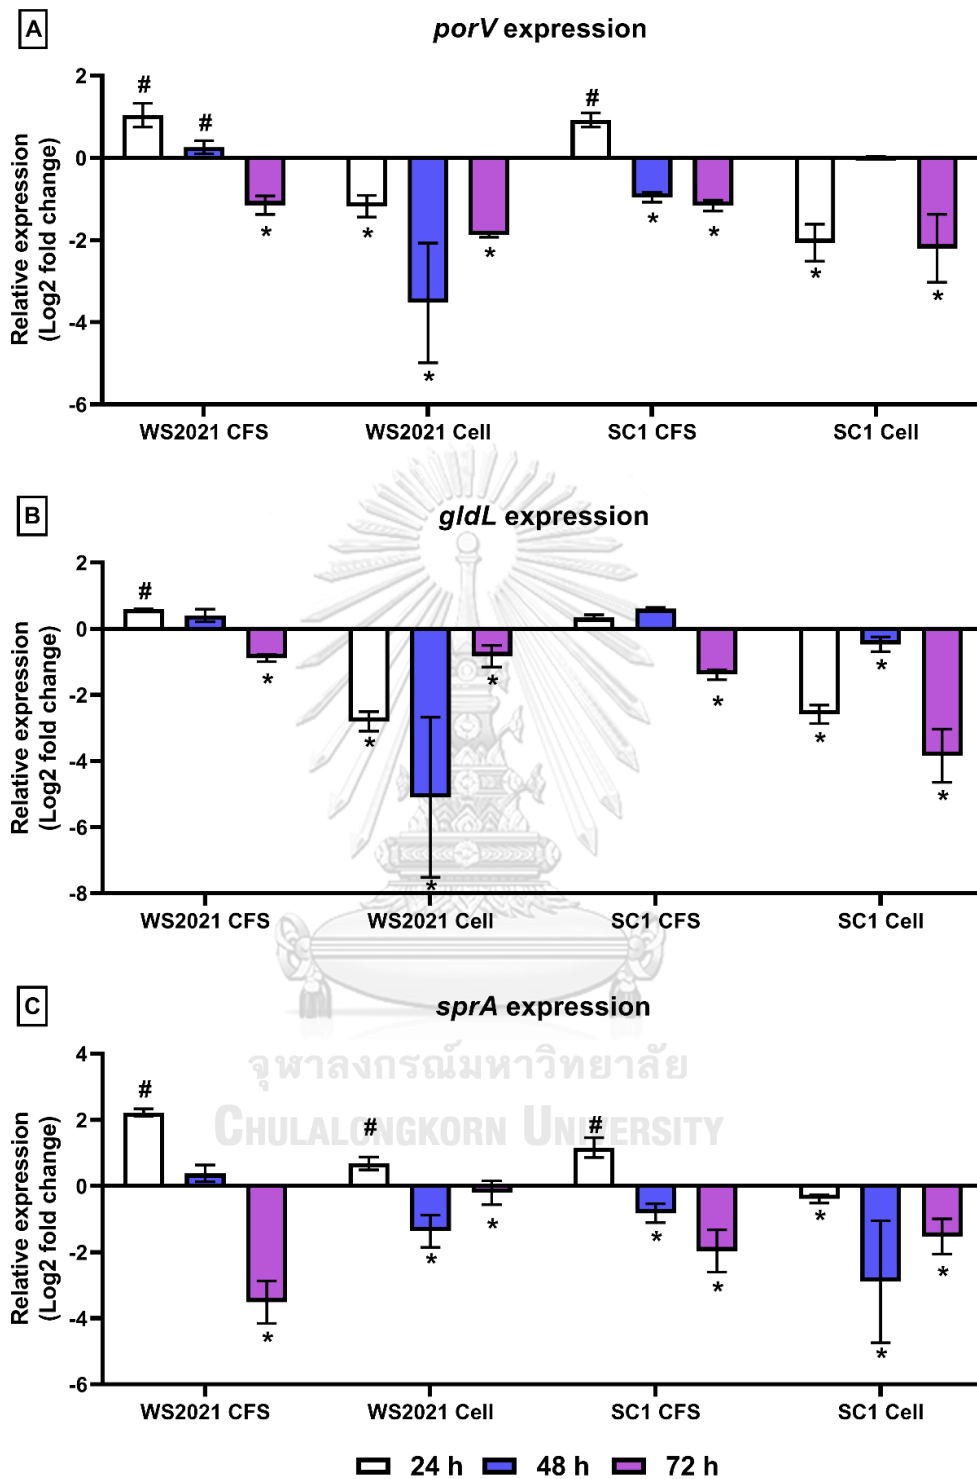 A
porV expression
Relative expression
(Log2 fold change)
2
0
-2
-4
-6
# # * * * * # * * * *
WS2021 CFS WS2021 Cell SC1 CFS SC1 Cell
B
gldL expression
Relative expression
(Log2 fold change)
2
0
-2
-4
-6
-8
# * * * * * * * *
WS2021 CFS WS2021 Cell SC1 CFS SC1 Cell
C
sprA expression
Relative expression
(Log2 fold change)
4
2
0
-2
-4
-6
# * # * * # * * * * *
WS2021 CFS WS2021 Cell SC1 CFS SC1 Cell
จุฬาลงกรณ์มหาวิทยาลัย
CHULALONGKORN UNIVERSITY
24 h 48 h 72 h